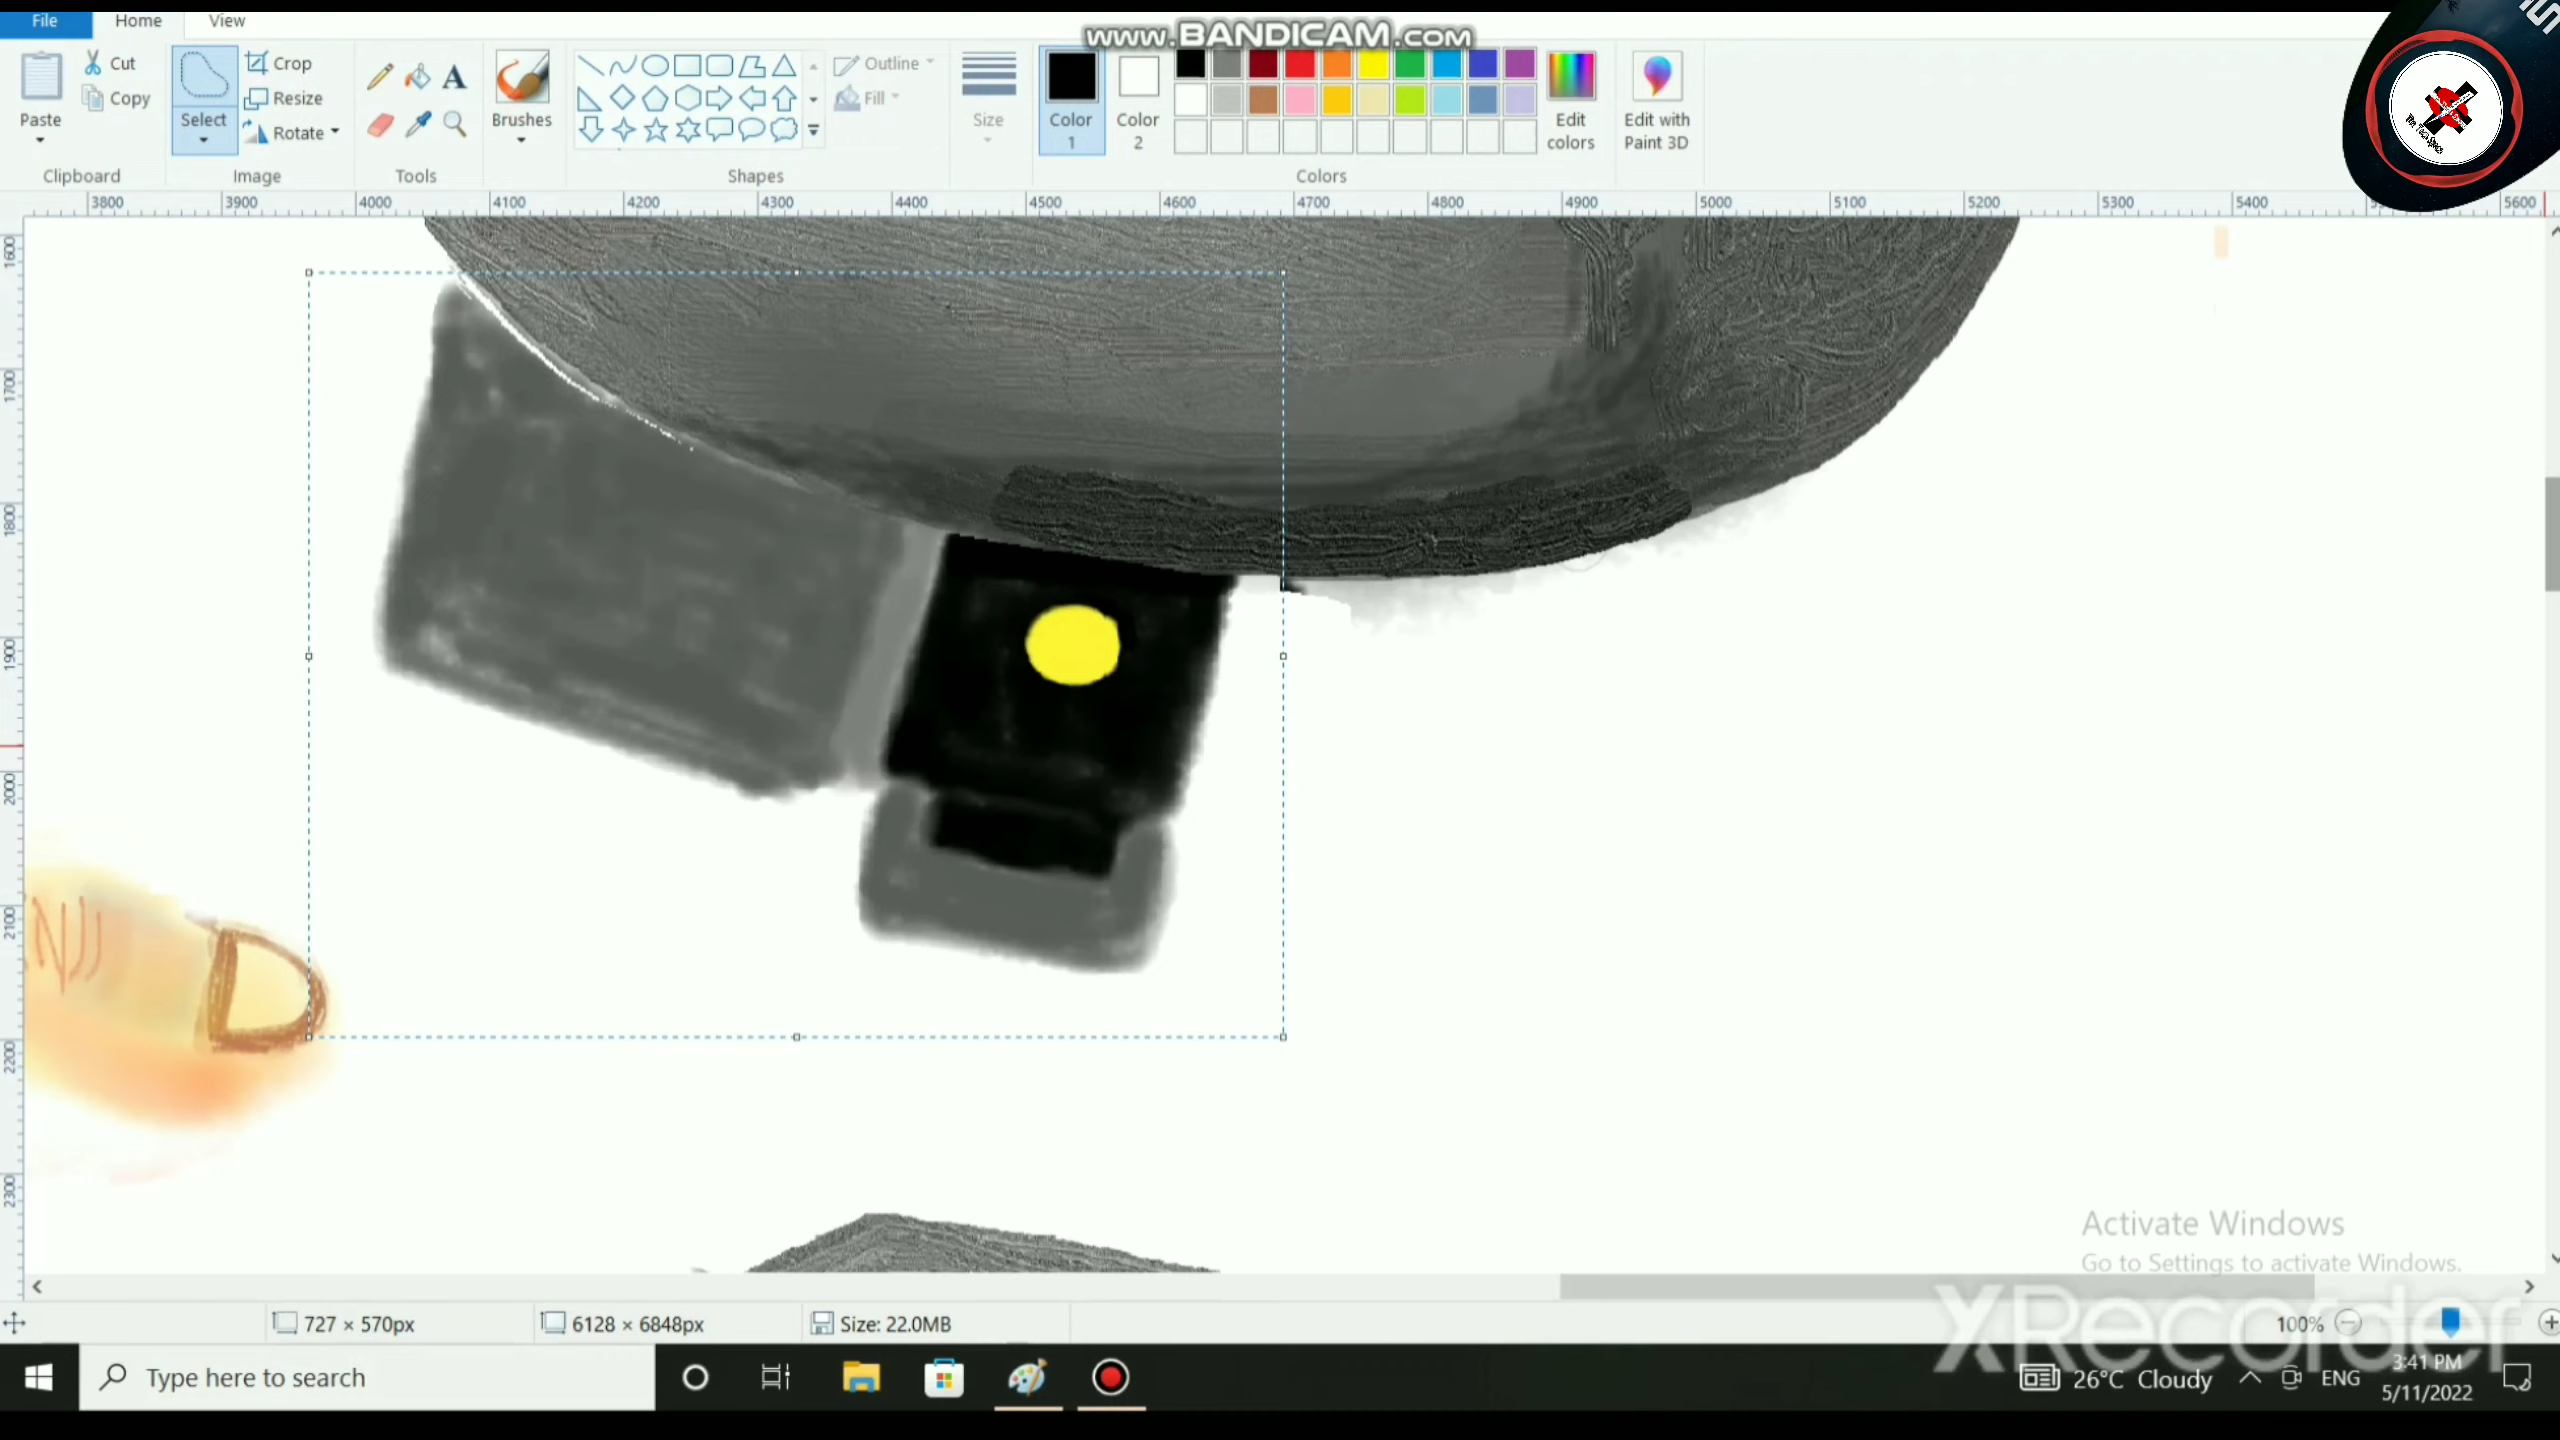 File Home View
www.BANDICAM.com
Cut
Copy
Paste
Clipboard
Crop
Resize
Rotate
Select
Image
A
Tools
Brushes
Outline
Fill
Shapes
Size
Color 1
Color 2
Edit colors
Colors
Edit with Paint 3D
3800 3900 4000 4100 4200 4300 4400 4500 4600 4700 4800 4900 5000 5100 5200 5300 5400 5600
1600
1700
1800
1900
2000
2100
2200
2300
Activate Windows
Go to Settings to activate Windows.
XRecorder
727 × 570px
6128 × 6848px
Size: 22.0MB
100%
Type here to search
26°C Cloudy
ENG
3:41 PM
5/11/2022